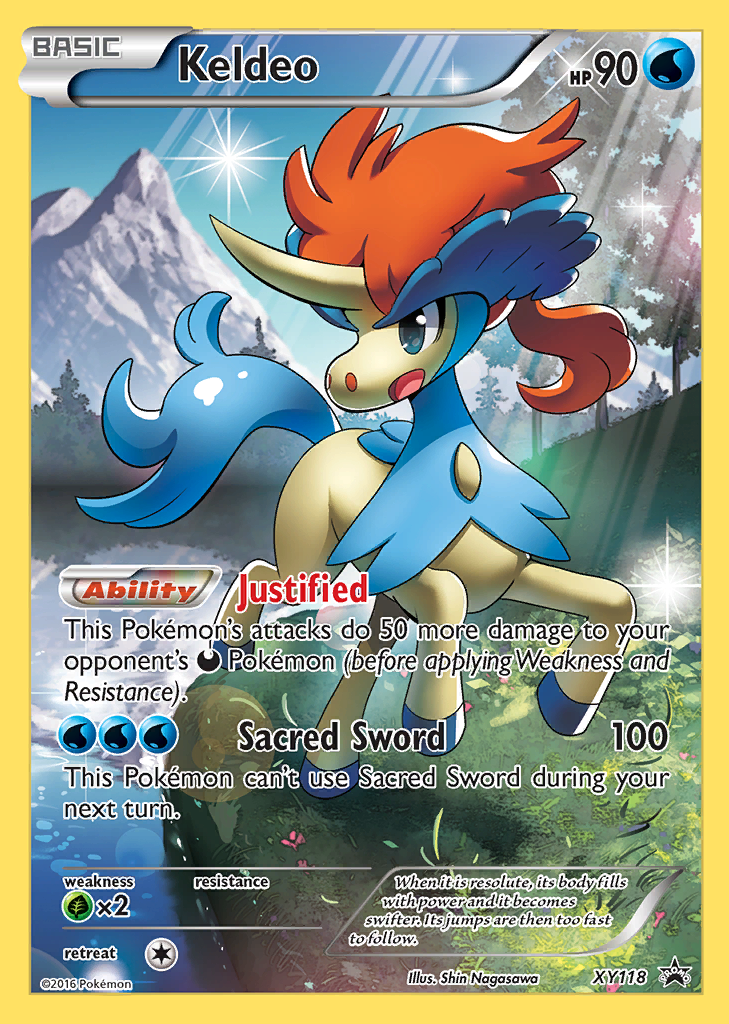 BASIC
Keldeo
HP90
Ability Justified
This Pokémon's attacks do 50 more damage to your
opponent's Pokémon (before applying Weakness and
Resistance).
Sacred Sword 100
This Pokémon can't use Sacred Sword during your
next turn.
weakness resistance
×2
retreat
When it is resolute, its body fills
with power and it becomes
swifter. Its jumps are then too fast
to follow.
©2016 Pokémon
Illus. Shin Nagasawa
XY118
PROMO